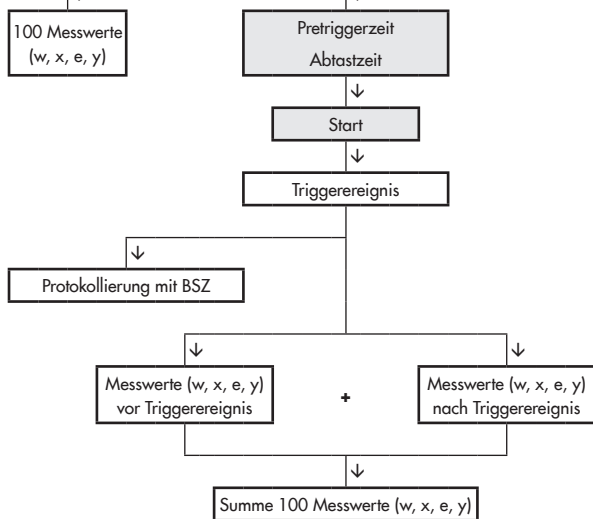 100 Messwerte
(w, x, e, y)
Pretriggerzeit
Abtastzeit
Start
Triggerereignis
Protokollierung mit BSZ
Messwerte (w, x, e, y)
vor Triggerereignis
+
Messwerte (w, x, e, y)
nach Triggerereignis
Summe 100 Messwerte (w, x, e, y)